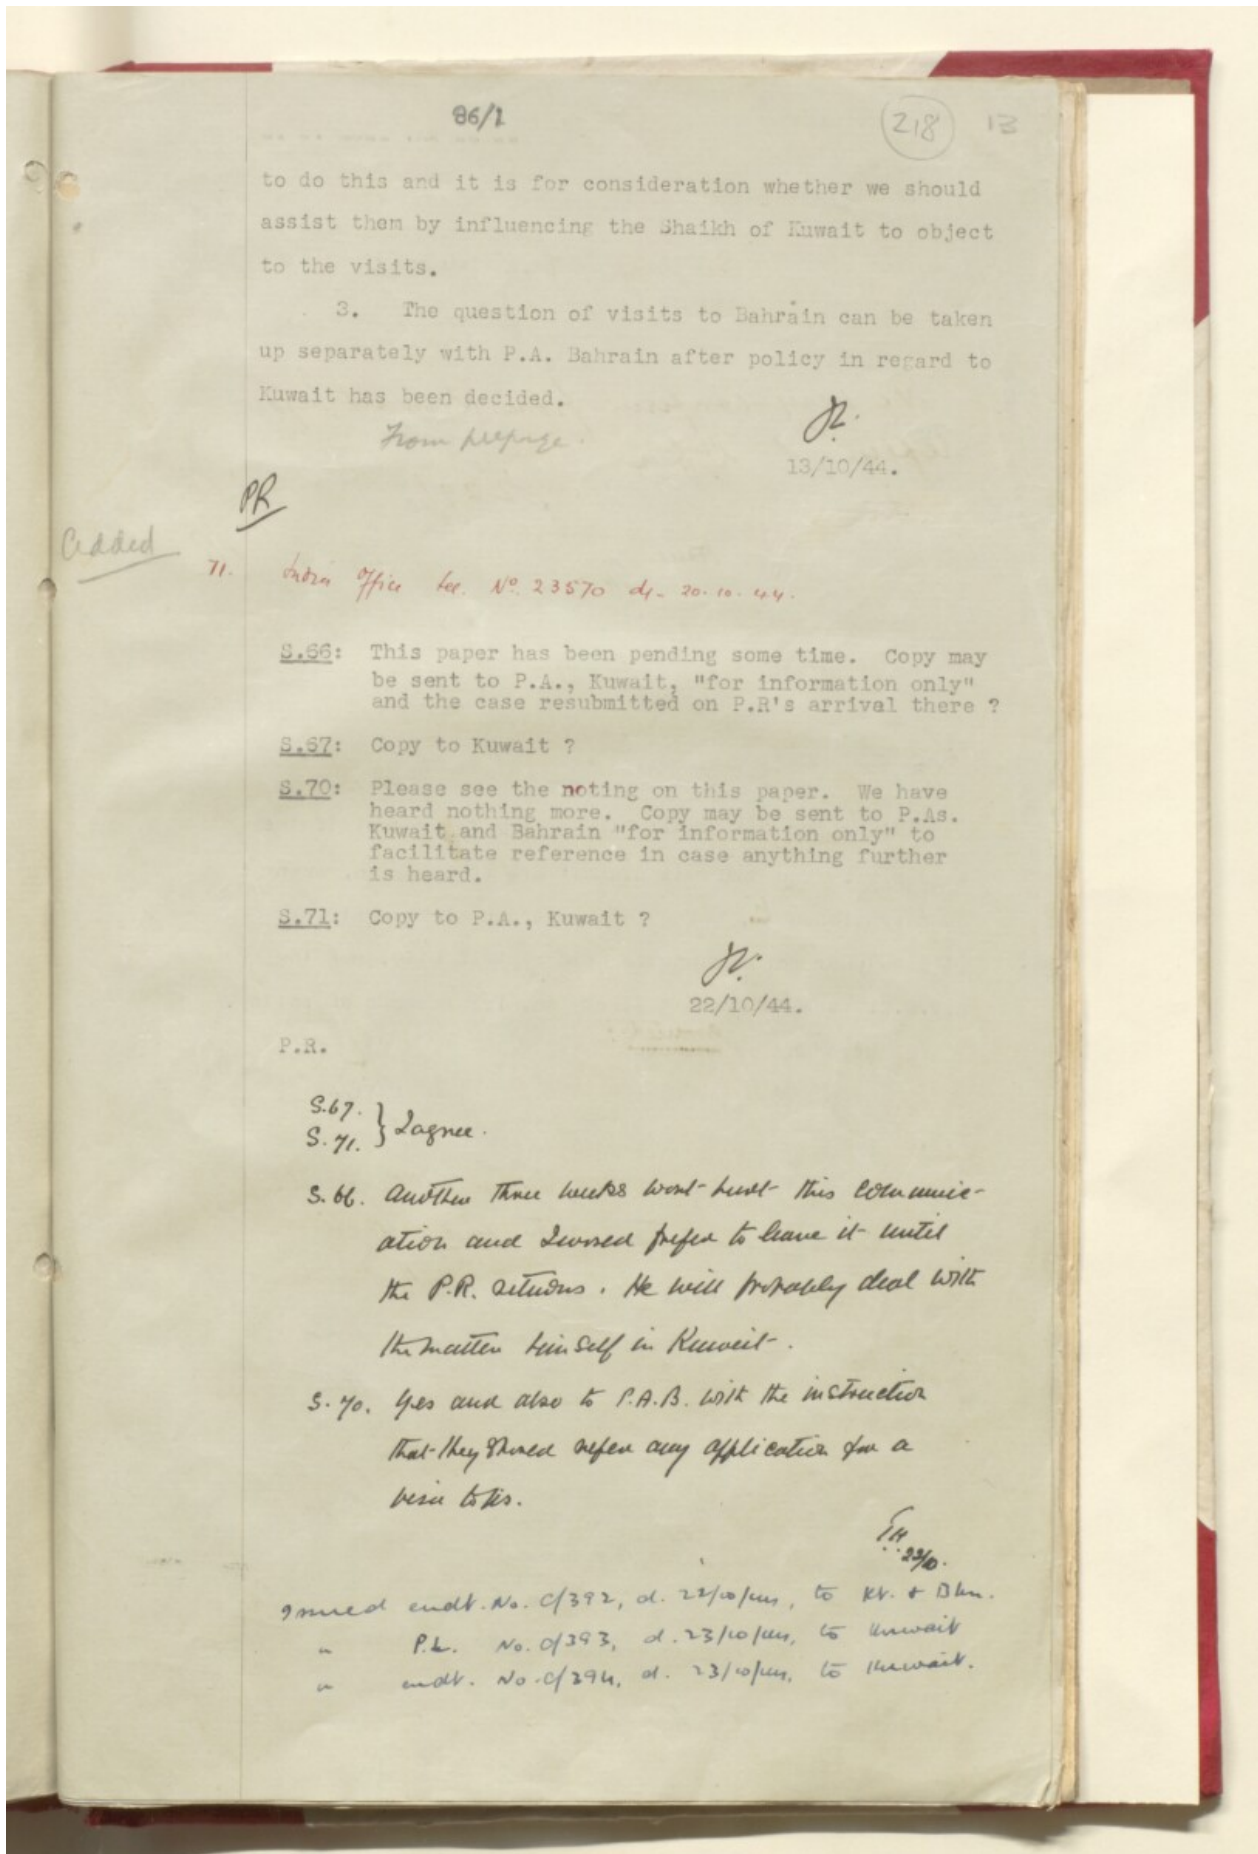 86/1
218 13
to do this and it is for consideration whether we should
assist them by influencing the Shaikh of Kuwait to object
to the visits.
3. The question of visits to Bahrain can be taken
up separately with P.A. Bahrain after policy in regard to
Kuwait has been decided.
From prepage.
13/10/44.
PR
Added
71. India Office No. 23570 d- 20.10.44.
S.66: This paper has been pending some time. Copy may
be sent to P.A., Kuwait, "for information only"
and the case resubmitted on P.R's arrival there ?
S.67: Copy to Kuwait ?
S.70: Please see the noting on this paper. We have
heard nothing more. Copy may be sent to P.As.
Kuwait and Bahrain "for information only" to
facilitate reference in case anything further
is heard.
S.71: Copy to P.A., Kuwait ?
22/10/44.
P.R.
S.67.
S.71. } I agree.
S.66. Another three weeks wont hurt this communic-
ation and I would prefer to leave it until
the P.R. returns. He will probably deal with
the matter himself in Kuwait.
S.70. Yes and also to P.A.B. with the instruction
that they should refer any application for a
visa to us.
22/10.
Issued endt. No. C/392, d. 22/10/44, to Kt. & Bhn.
" P.L. No. C/393, d. 23/10/44, to Kuwait
" endt. No. C/394, d. 23/10/44, to Kuwait.